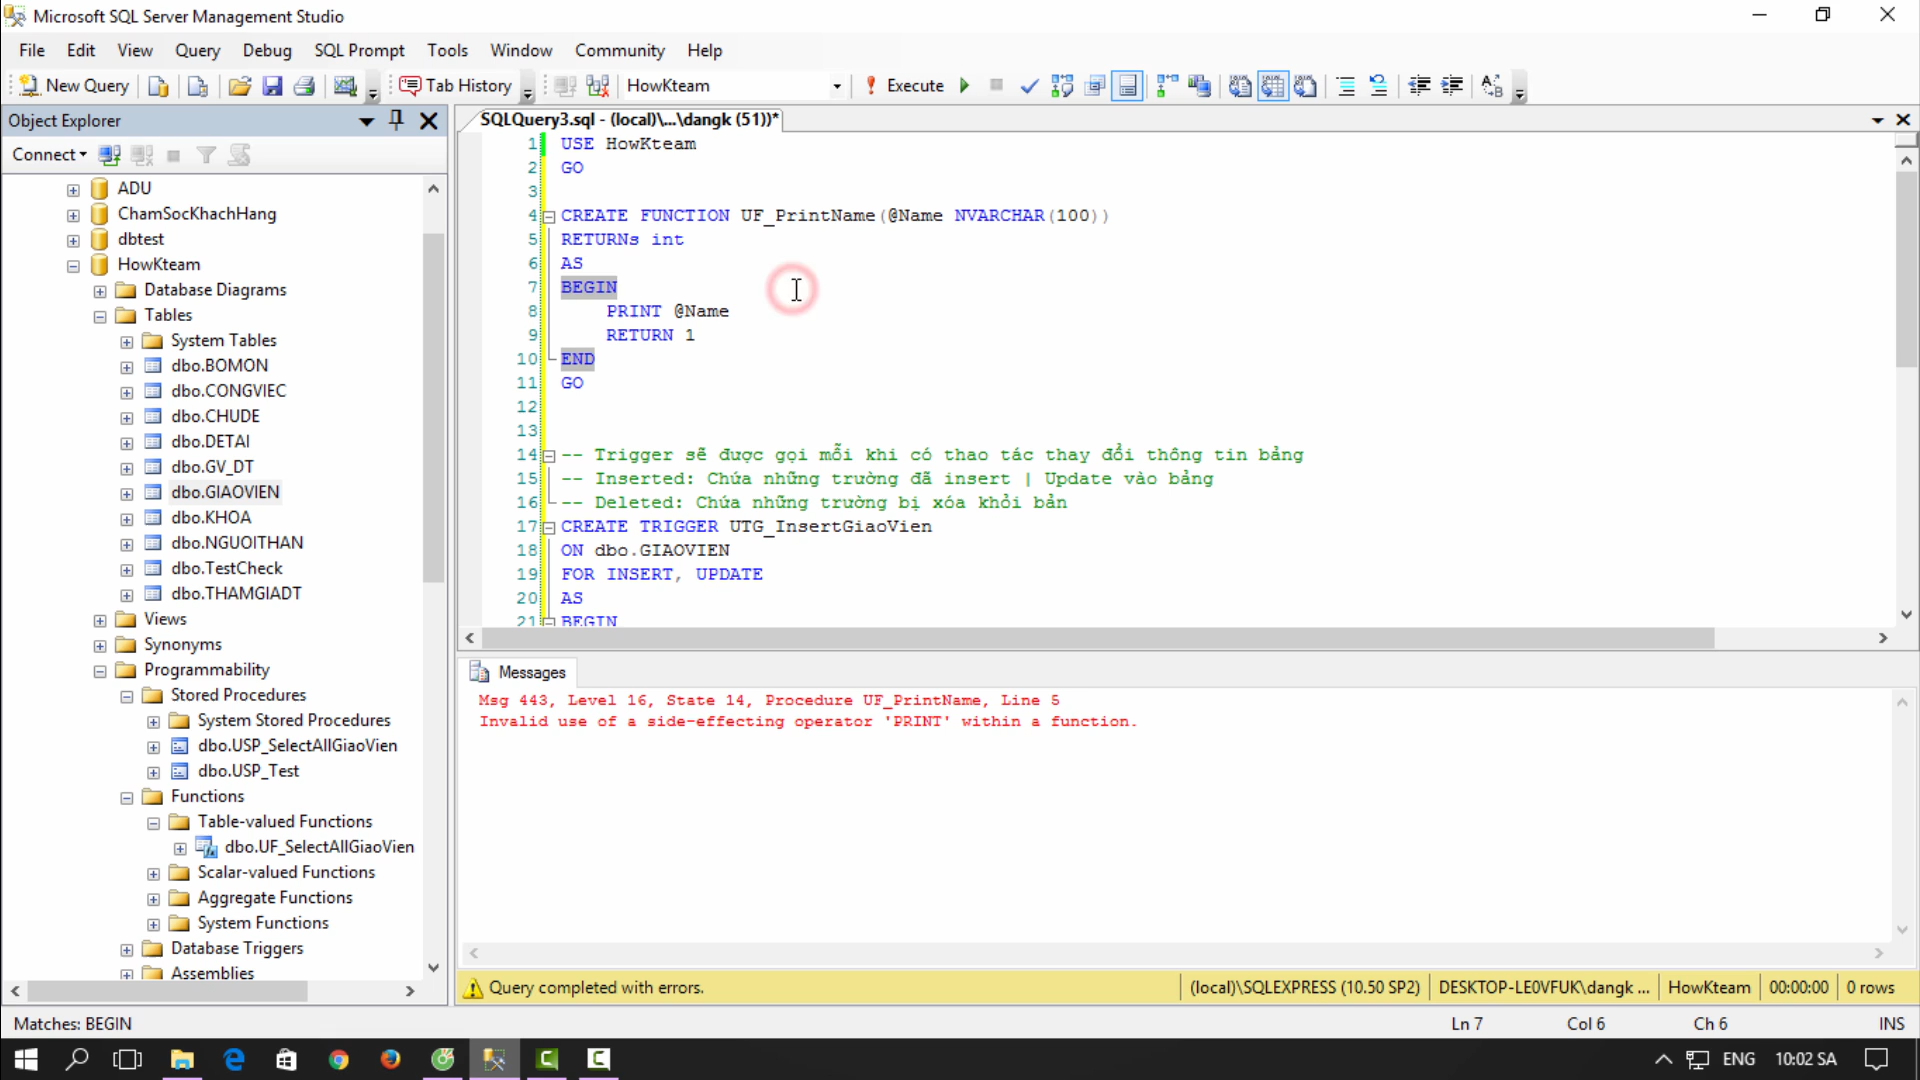 Microsoft SQL Server Management Studio
File Edit View Query Debug SQL Prompt Tools Window Community Help
New Query Tab History HowKteam Execute
Object Explorer
Connect
ADU
ChamSocKhachHang
dbtest
HowKteam
Database Diagrams
Tables
System Tables
dbo.BOMON
dbo.CONGVIEC
dbo.CHUDE
dbo.DETAI
dbo.GV_DT
dbo.GIAOVIEN
dbo.KHOA
dbo.NGUOITHAN
dbo.TestCheck
dbo.THAMGIADT
Views
Synonyms
Programmability
Stored Procedures
System Stored Procedures
dbo.USP_SelectAllGiaoVien
dbo.USP_Test
Functions
Table-valued Functions
dbo.UF_SelectAllGiaoVien
Scalar-valued Functions
Aggregate Functions
System Functions
Database Triggers
Assemblies
SQLQuery3.sql - (local)\...\dangk (51))*
1 USE HowKteam
2 GO
3
4 CREATE FUNCTION UF_PrintName(@Name NVARCHAR(100))
5 RETURNs int
6 AS
7 BEGIN
8 PRINT @Name
9 RETURN 1
10 END
11 GO
12
13
14 -- Trigger sẽ được gọi mỗi khi có thao tác thay đổi thông tin bảng
15 -- Inserted: Chứa những trường đã insert | Update vào bảng
16 -- Deleted: Chứa những trường bị xóa khỏi bản
17 CREATE TRIGGER UTG_InsertGiaoVien
18 ON dbo.GIAOVIEN
19 FOR INSERT, UPDATE
20 AS
21 BEGIN
Messages
Msg 443, Level 16, State 14, Procedure UF_PrintName, Line 5
Invalid use of a side-effecting operator 'PRINT' within a function.
Query completed with errors. (local)\SQLEXPRESS (10.50 SP2) DESKTOP-LE0VFUK\dangk ... HowKteam 00:00:00 0 rows
Matches: BEGIN Ln 7 Col 6 Ch 6 INS
ENG 10:02 SA